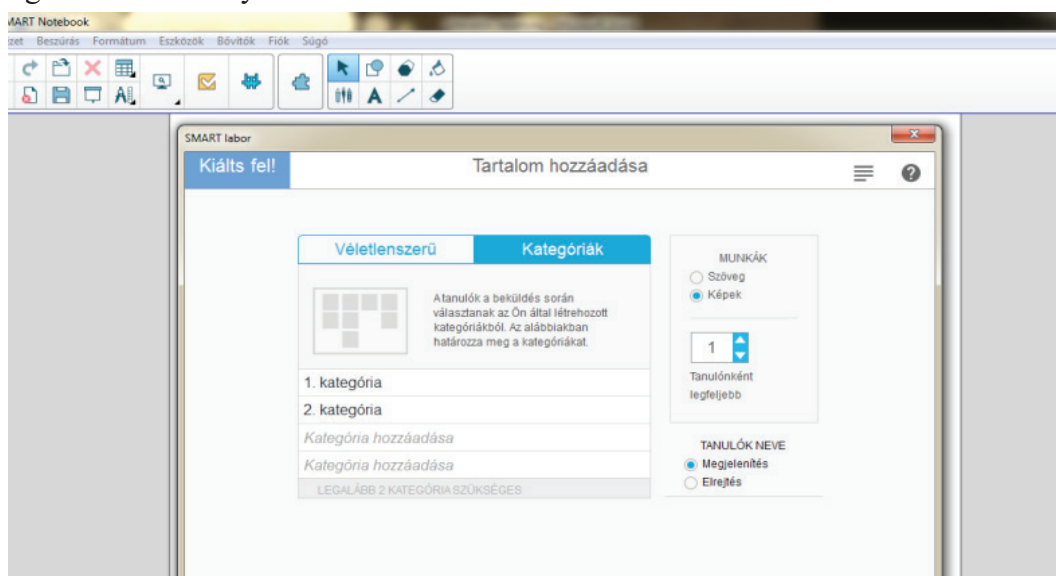 MART Notebook
zet Beszúrás Formátum Eszközök Bővítők Fiók Súgó
SMART labor
Kiálts fel! Tartalom hozzáadása
Véletlenszerű Kategóriák
A tanulók a beküldés során
választanak az Ön által létrehozott
kategóriákból. Az alábbiakban
határozza meg a kategóriákat.
1. kategória
2. kategória
Kategória hozzáadása
Kategória hozzáadása
LEGALÁBB 2 KATEGÓRIA SZÜKSÉGES
MUNKÁK
Szöveg
Képek
1
Tanulónként
legfeljebb
TANULÓK NEVE
Megjelenítés
Elrejtés